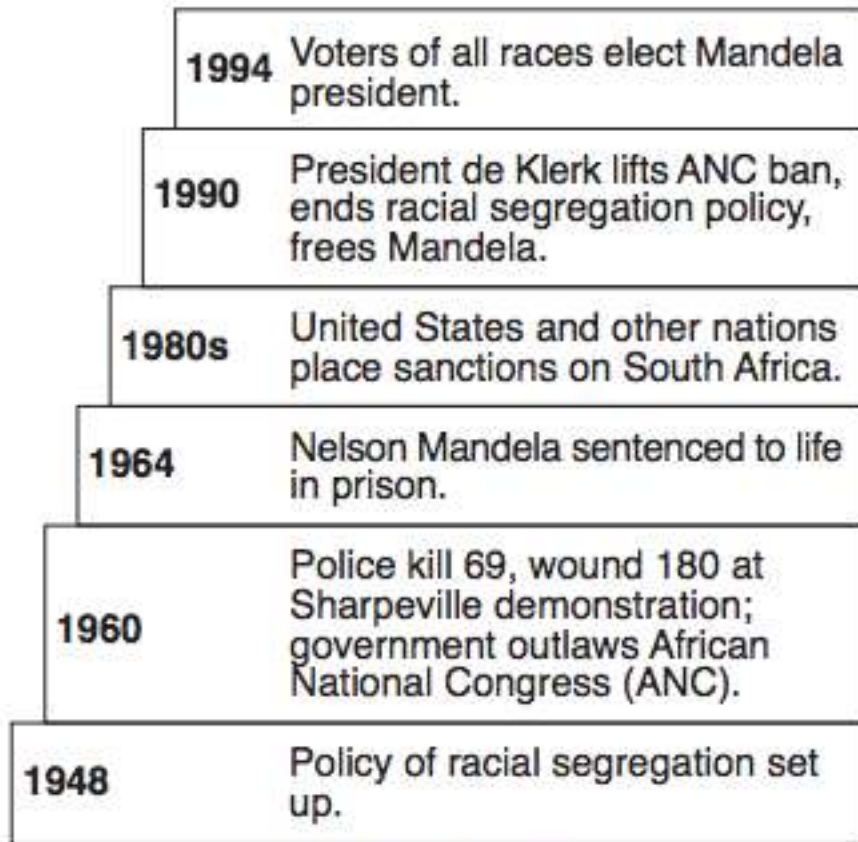 1994 Voters of all races elect Mandela
president.
1990 President de Klerk lifts ANC ban,
ends racial segregation policy,
frees Mandela.
1980s United States and other nations
place sanctions on South Africa.
1964 Nelson Mandela sentenced to life
in prison.
1960 Police kill 69, wound 180 at
Sharpeville demonstration;
government outlaws African
National Congress (ANC).
1948 Policy of racial segregation set
up.